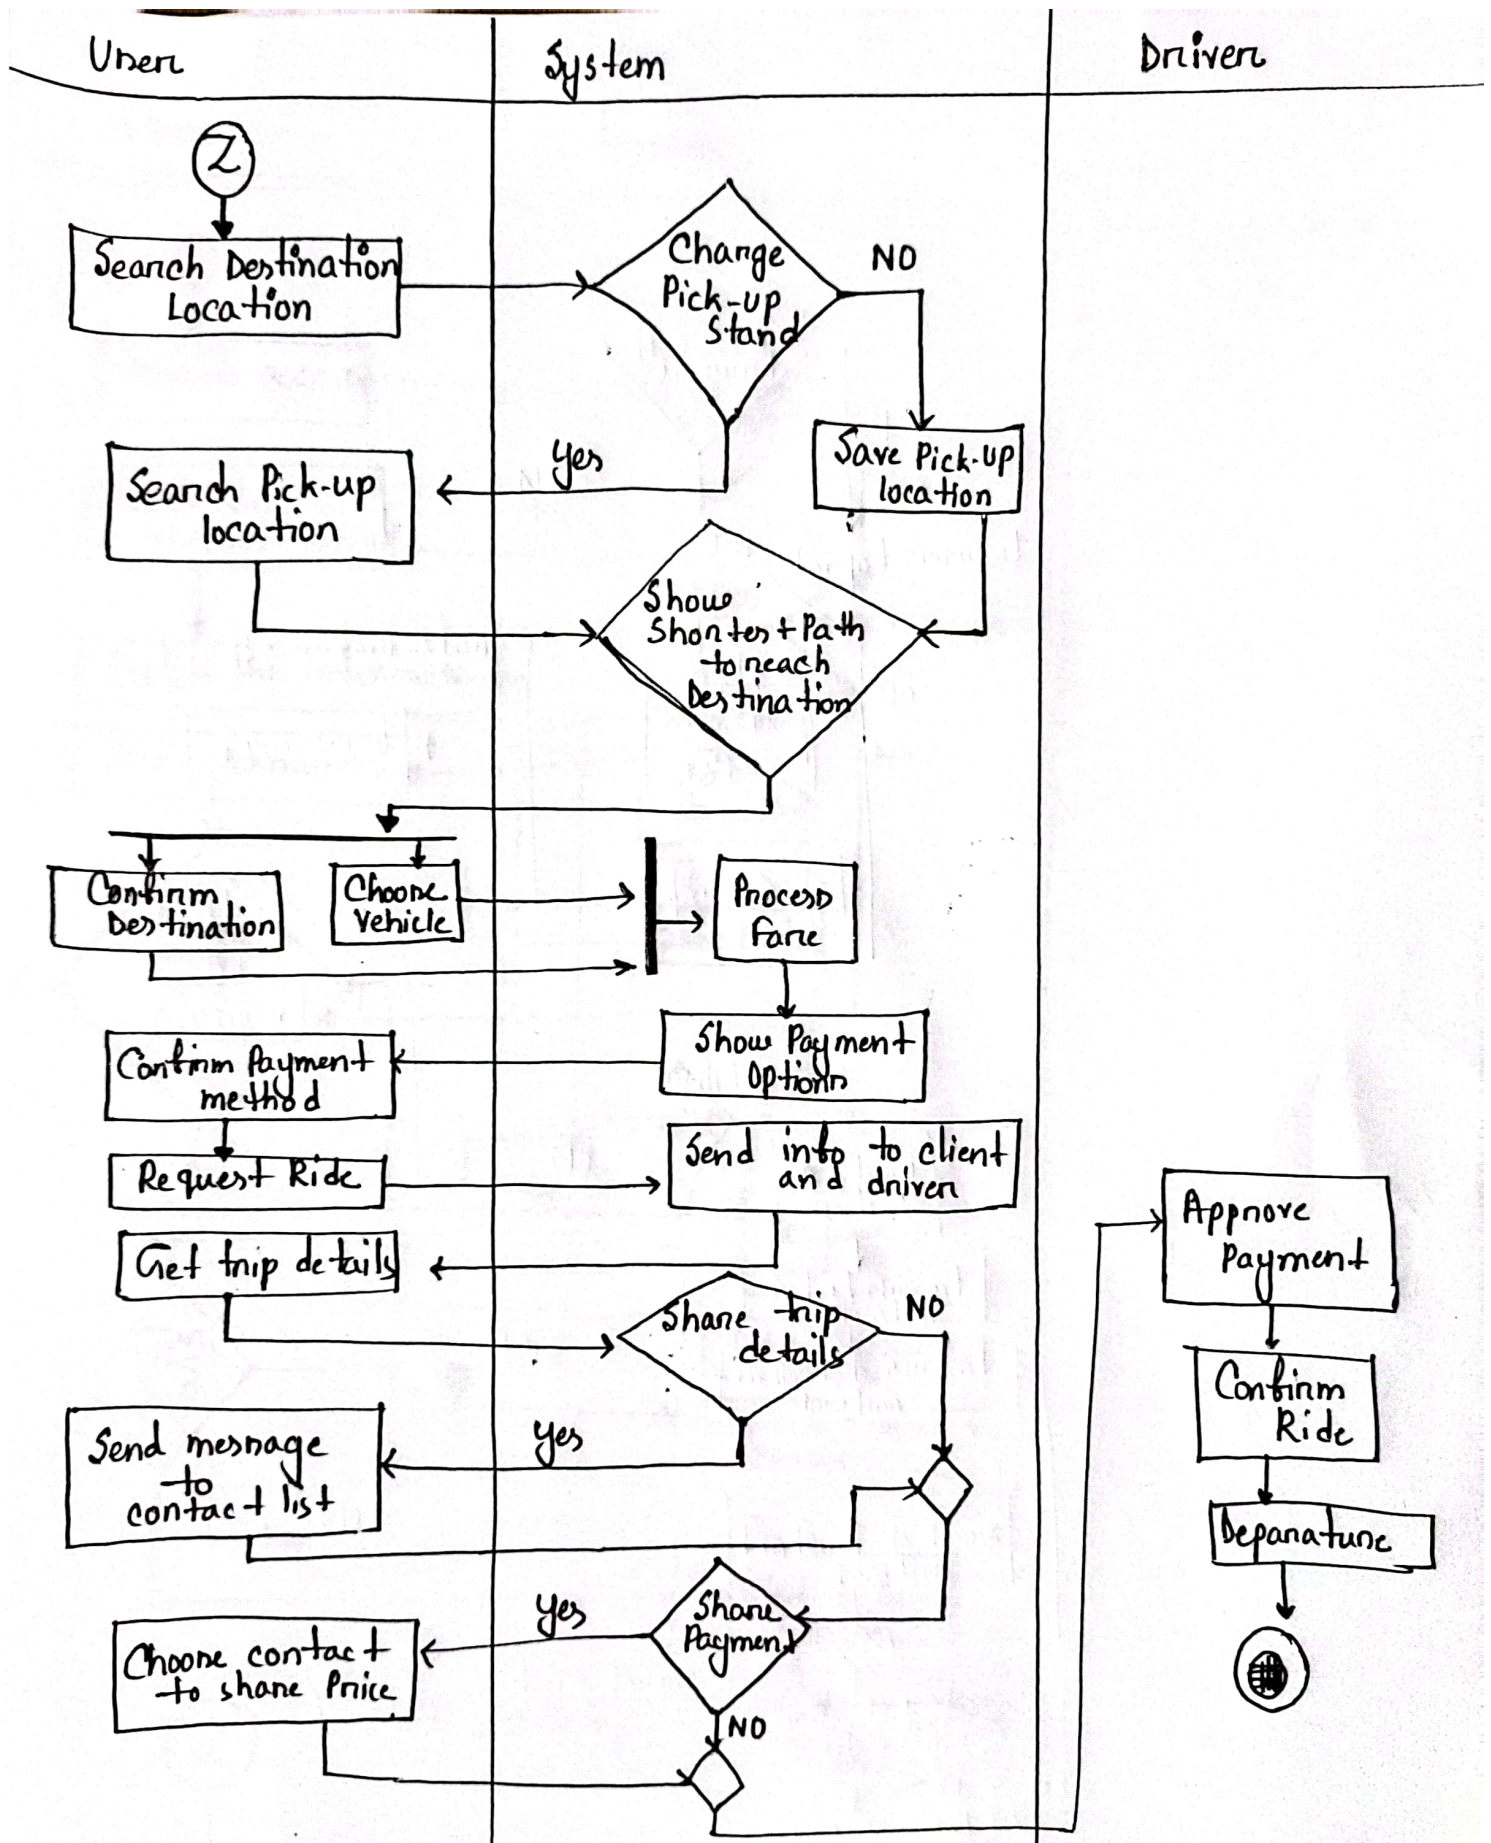 User
System
Driver
Z
Search Destination
Location
Change
Pick-up
stand
NO
Yes
Save Pick-up
location
Search Pick-up
location
Show
Shortest Path
to reach
Destination
Confirm
Destination
Choose
Vehicle
Process
Fare
Show Payment
Options
Confirm Payment
method
Request Ride
Send info to client
and driver
Get trip details
Share trip
details
NO
Yes
Send message
to
contact list
Share
Payment
Yes
NO
Choose contact
to share Price
Approve
Payment
Confirm
Ride
Deparature